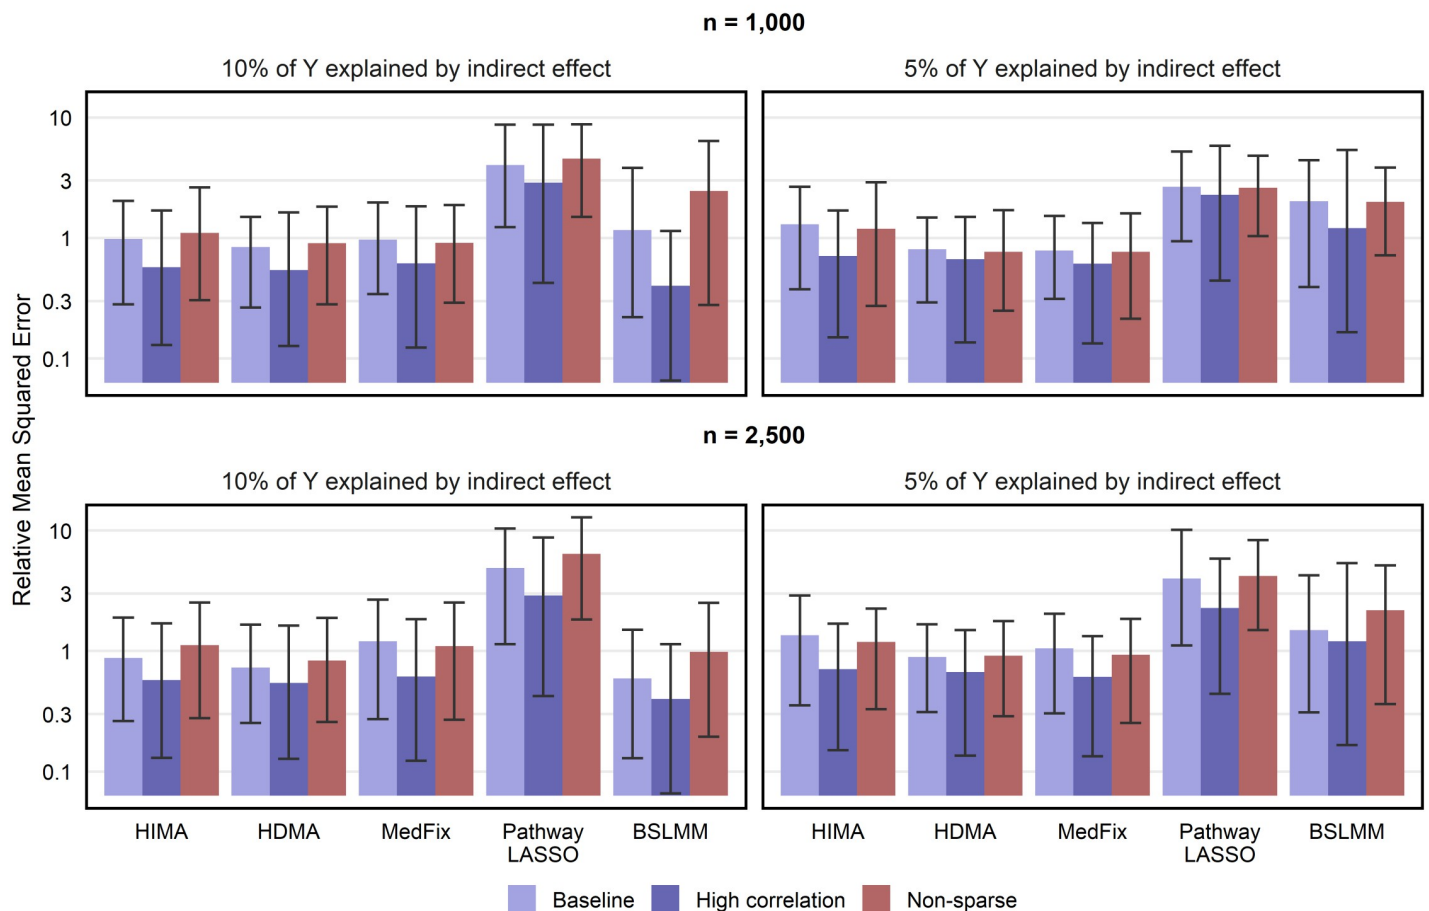 n = 1,000
10% of Y explained by indirect effect
5% of Y explained by indirect effect
10
3
1
0.3
0.1
Relative Mean Squared Error
n = 2,500
10% of Y explained by indirect effect
5% of Y explained by indirect effect
10
3
1
0.3
0.1
HIMA HDMA MedFix Pathway LASSO BSLMM
HIMA HDMA MedFix Pathway LASSO BSLMM
Baseline High correlation Non-sparse